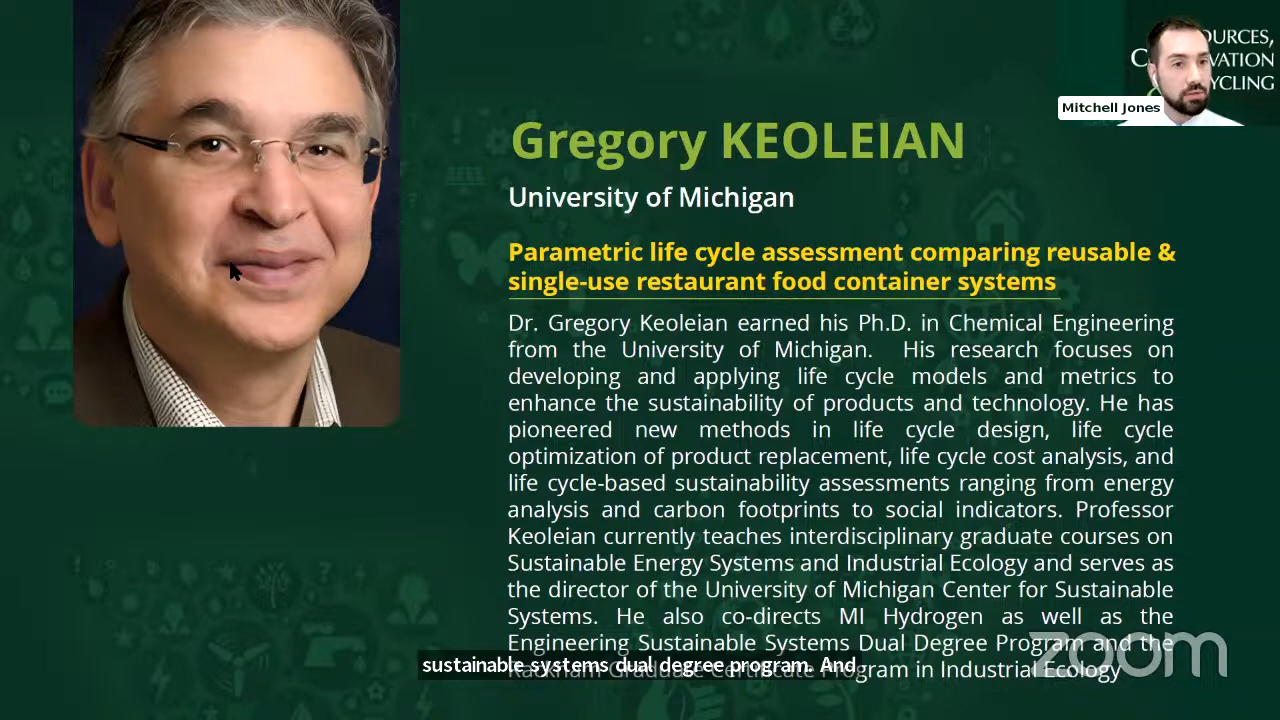 OURCES,
C VATION
YCLING
Mitchell Jones
Gregory KEOLEIAN
University of Michigan
Parametric life cycle assessment comparing reusable &
single-use restaurant food container systems
Dr. Gregory Keoleian earned his Ph.D. in Chemical Engineering
from the University of Michigan. His research focuses on
developing and applying life cycle models and metrics to
enhance the sustainability of products and technology. He has
pioneered new methods in life cycle design, life cycle
optimization of product replacement, life cycle cost analysis, and
life cycle-based sustainability assessments ranging from energy
analysis and carbon footprints to social indicators. Professor
Keoleian currently teaches interdisciplinary graduate courses on
Sustainable Energy Systems and Industrial Ecology and serves as
the director of the University of Michigan Center for Sustainable
Systems. He also co-directs MI Hydrogen as well as the
Engineering Sustainable Systems Dual Degree Program and the
Rackham Graduate Certificate Program in Industrial Ecology
sustainable systems dual degree program. And
zoom